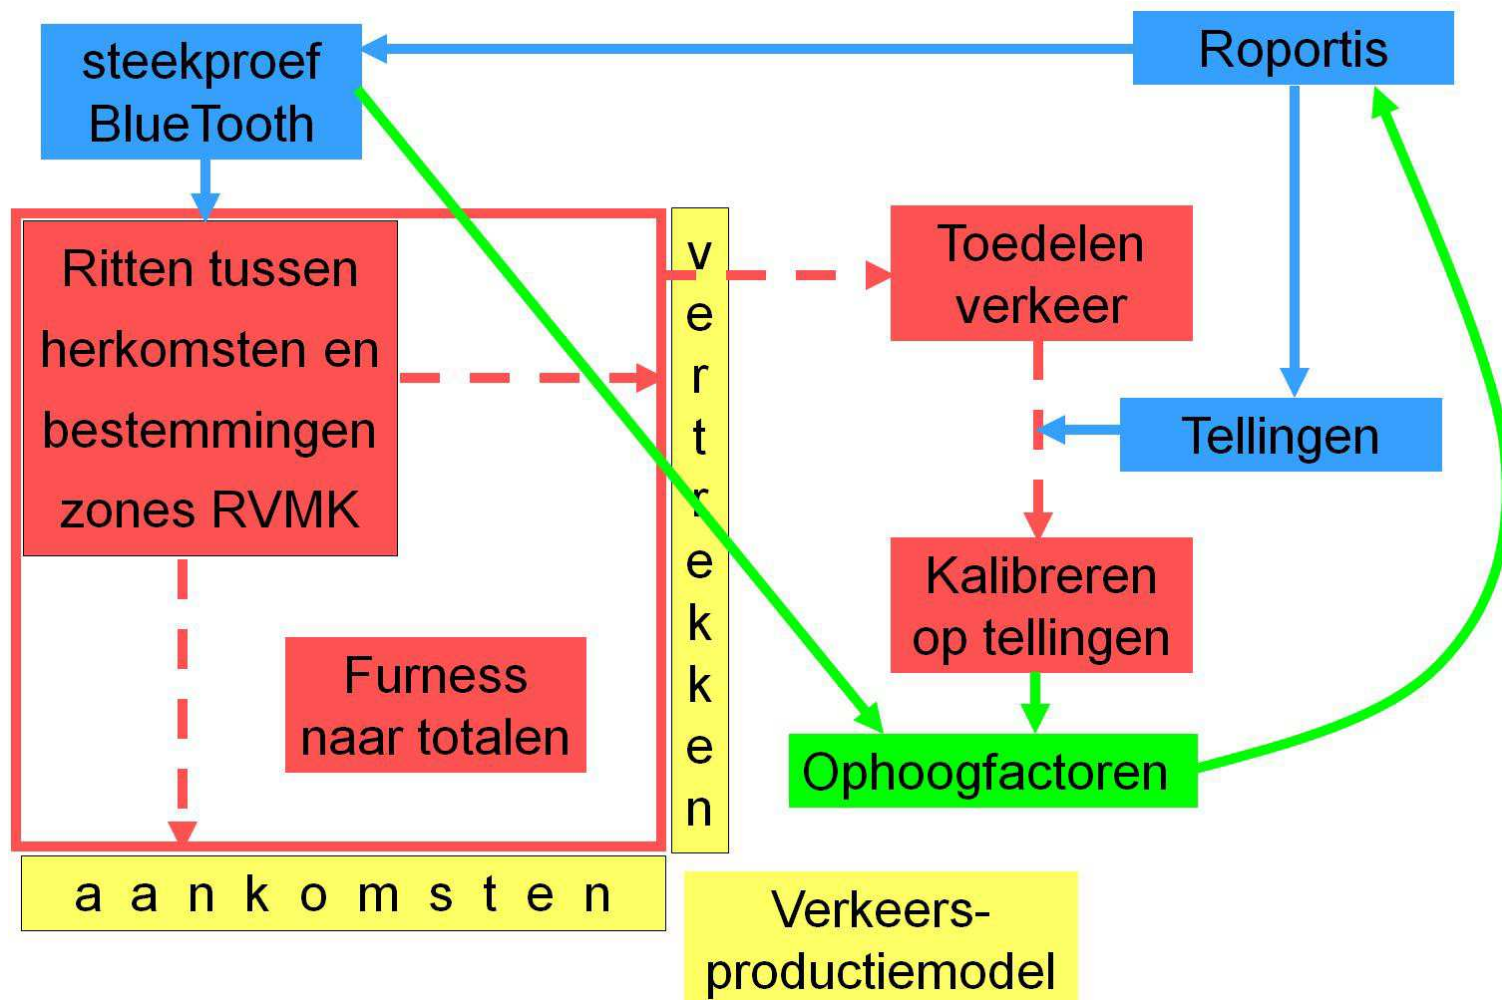 steekproef
BlueTooth
Roportis
Ritten tussen
herkomsten en
bestemmingen
zones RVMK
vertrekken
Toedelen
verkeer
Tellingen
Kalibreren
op tellingen
Furness
naar totalen
Ophoogfactoren
a a n k o m s t e n
Verkeers-
productiemodel